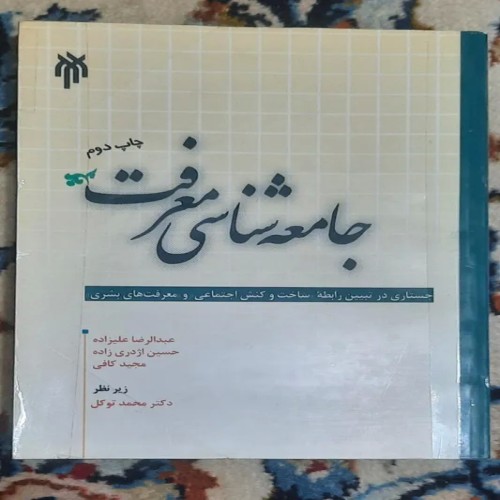 چاپ دوم
جامعه‌شناسی معرفت
جستاری در تبیین رابطهٔ ساخت و کنش اجتماعی و معرفت‌های بشری
عبدالرضا علیزاده
حسین اژدری زاده
مجید کافی
زیر نظر
دکتر محمد توکل